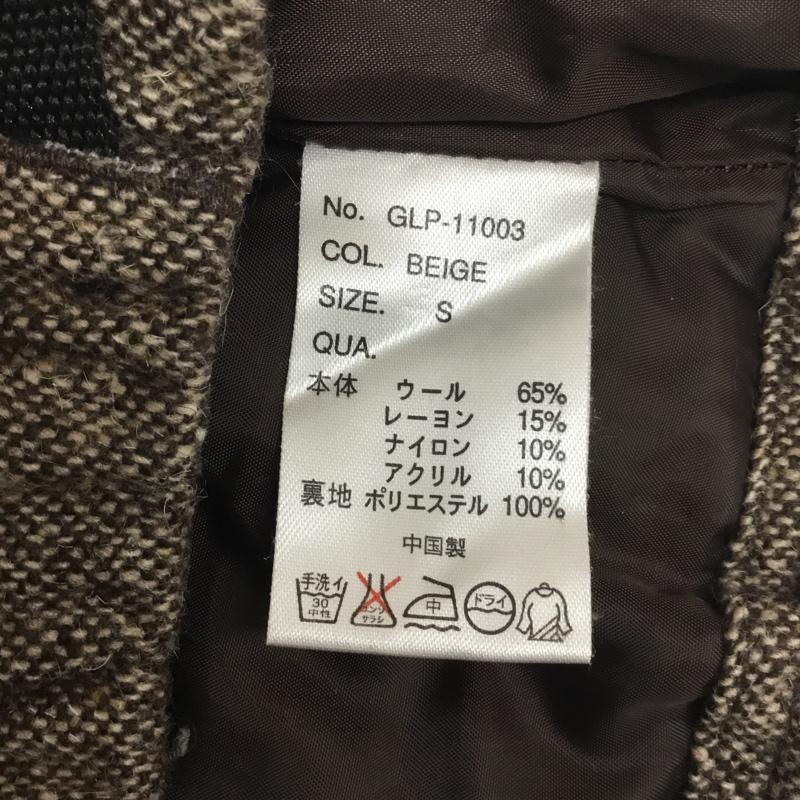 No. GLP-11003
COL. BEIGE
SIZE. S
QUA.
本体 ウール 65%
レーヨン 15%
ナイロン 10%
アクリル 10%
裏地 ポリエステル 100%
中国製
手洗イ
30
中性
エンソ
サラシ
中
ドライ